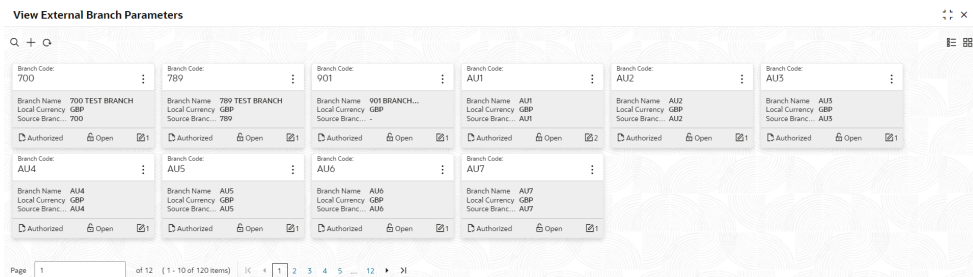 View External Branch Parameters
Branch Code:
700
Branch Name 700 TEST BRANCH
Local Currency GBP
Source Branc... 700
Authorized Open 1
Branch Code:
789
Branch Name 789 TEST BRANCH
Local Currency GBP
Source Branc... 789
Authorized Open 1
Branch Code:
901
Branch Name 901 BRANCH...
Local Currency GBP
Source Branc... -
Authorized Open 1
Branch Code:
AU1
Branch Name AU1
Local Currency GBP
Source Branc... AU1
Authorized Open 2
Branch Code:
AU2
Branch Name AU2
Local Currency GBP
Source Branc... AU2
Authorized Open 1
Branch Code:
AU3
Branch Name AU3
Local Currency GBP
Source Branc... AU3
Authorized Open 1
Branch Code:
AU4
Branch Name AU4
Local Currency GBP
Source Branc... AU4
Authorized Open 1
Branch Code:
AU5
Branch Name AU5
Local Currency GBP
Source Branc... AU5
Authorized Open 1
Branch Code:
AU6
Branch Name AU6
Local Currency GBP
Source Branc... AU6
Authorized Open 1
Branch Code:
AU7
Branch Name AU7
Local Currency GBP
Source Branc... AU7
Authorized Open 1
Page 1 of 12 ( 1 - 10 of 120 items) 1 2 3 4 5 ... 12